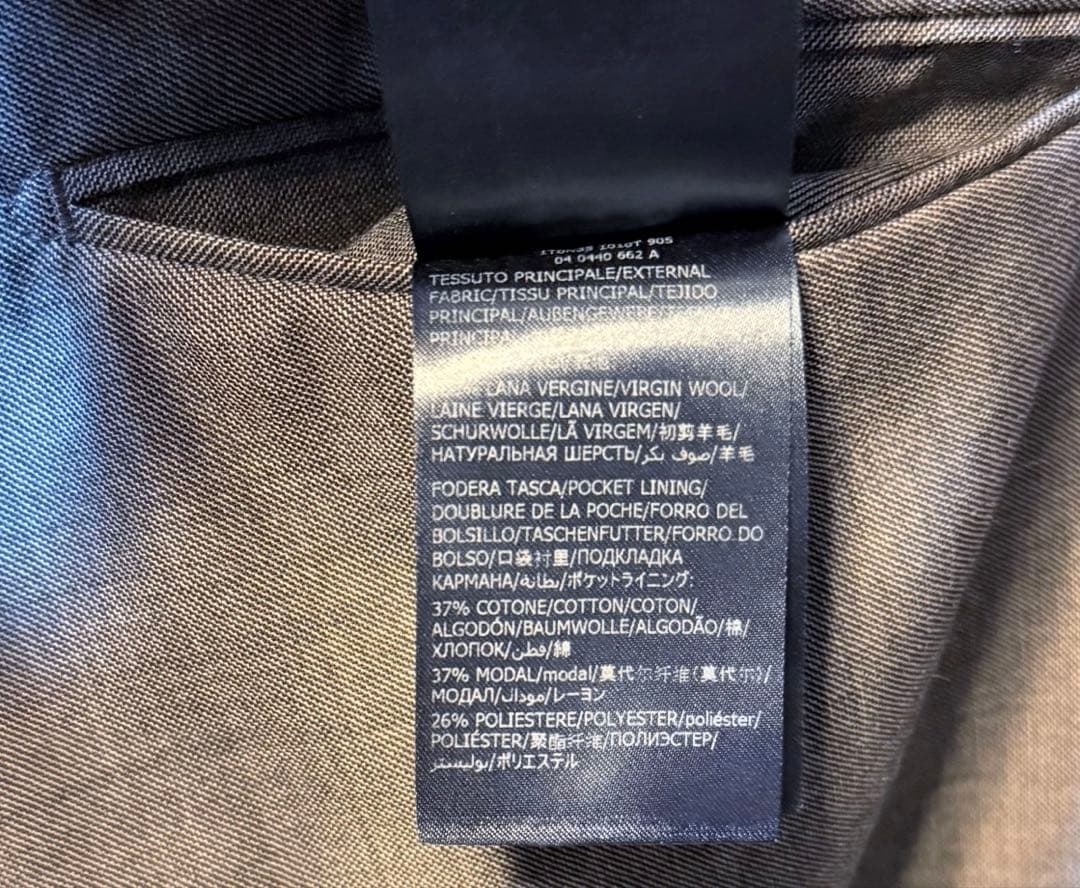 905
04 0440 662 A
TESSUTO PRINCIPALE/EXTERNAL
FABRIC/TISSU PRINCIPAL/TEJIDO
PRINCIPAL/AUßENGEWEBE/
LANA VERGINE/VIRGIN WOOL/
LAINE VIERGE/LANA VIRGEN/
SCHURWOLLE/LÃ VIRGEM/初剪羊毛/
НАТУРАЛЬНАЯ ШЕРСТЬ/صوف بكر/羊毛
FODERA TASCA/POCKET LINING/
DOUBLURE DE LA POCHE/FORRO DEL
BOLSILLO/TASCHENFUTTER/FORRO DO
BOLSO/口袋衬里/ПОДКЛАДКА
КАРМАНА/بطانة/ポケットライニング:
37% COTONE/COTTON/COTON/
ALGODÓN/BAUMWOLLE/ALGODÃO/棉/
ХЛОПОК/قطن/綿
37% MODAL/modal/莫代尔纤维(莫代尔)/
МОДАЛ/مودال/レーヨン
26% POLIESTERE/POLYESTER/poliéster/
POLIÉSTER/聚酯纤维/ПОЛИЭСТЕР/
بوليستر/ポリエステル